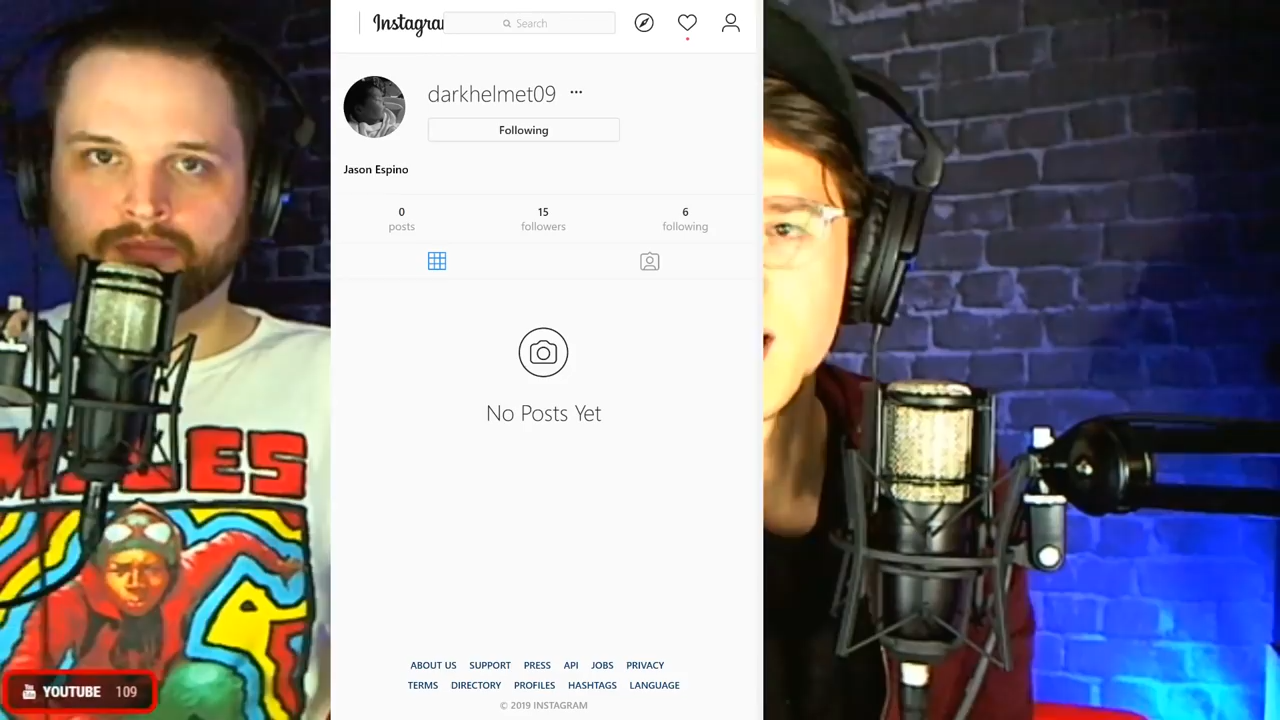 Instagra
Search
darkhelmet09 ...
Following
Jason Espino
0 posts
15 followers
6 following
No Posts Yet
ABOUT US SUPPORT PRESS API JOBS PRIVACY
TERMS DIRECTORY PROFILES HASHTAGS LANGUAGE
© 2019 INSTAGRAM
YOUTUBE 109